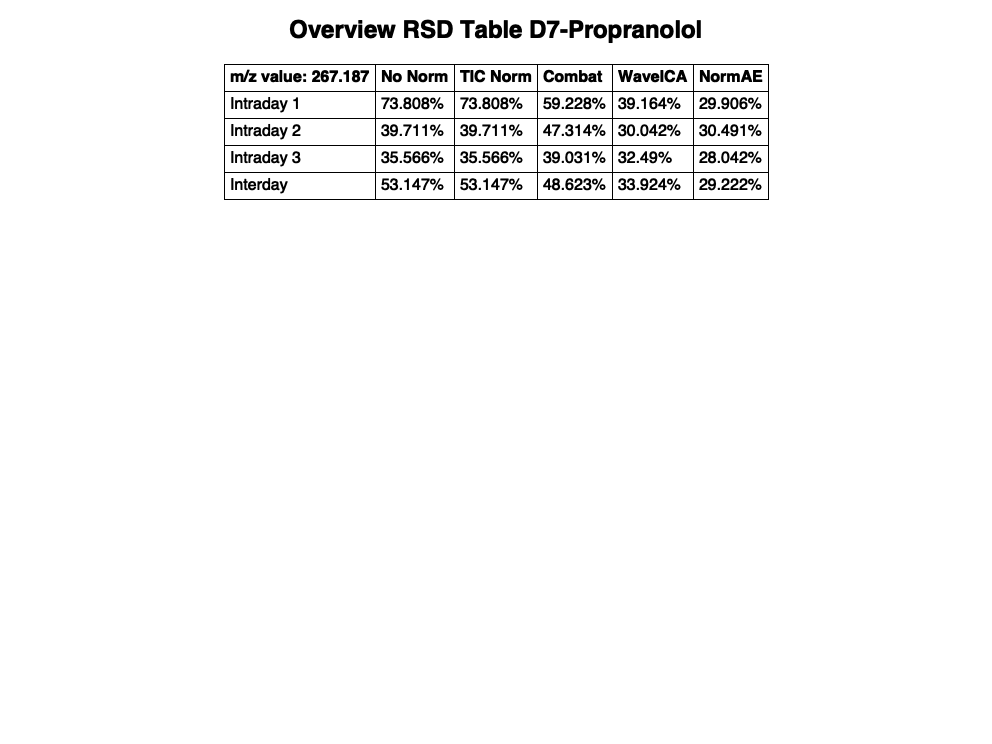 Overview RSD Table D7-Propranolol
m/z value: 267.187 No Norm TIC Norm Combat WaveICA NormAE
Intraday 1 73.808% 73.808% 59.228% 39.164% 29.906%
Intraday 2 39.711% 39.711% 47.314% 30.042% 30.491%
Intraday 3 35.566% 35.566% 39.031% 32.49% 28.042%
Interday 53.147% 53.147% 48.623% 33.924% 29.222%